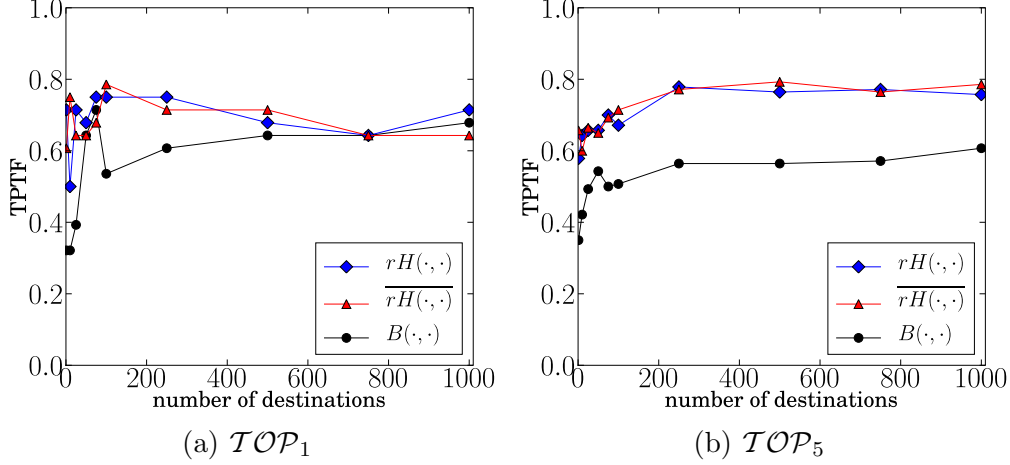 1.0
0.8
0.6
0.4
0.2
0.0
TPTF
0 200 400 600 800 1000
number of destinations
rH(·,·)
\overline{rH(·,·)}
B(·,·)
(a) 𝒯𝒪𝒫₁
1.0
0.8
0.6
0.4
0.2
0.0
TPTF
0 200 400 600 800 1000
number of destinations
rH(·,·)
\overline{rH(·,·)}
B(·,·)
(b) 𝒯𝒪𝒫₅